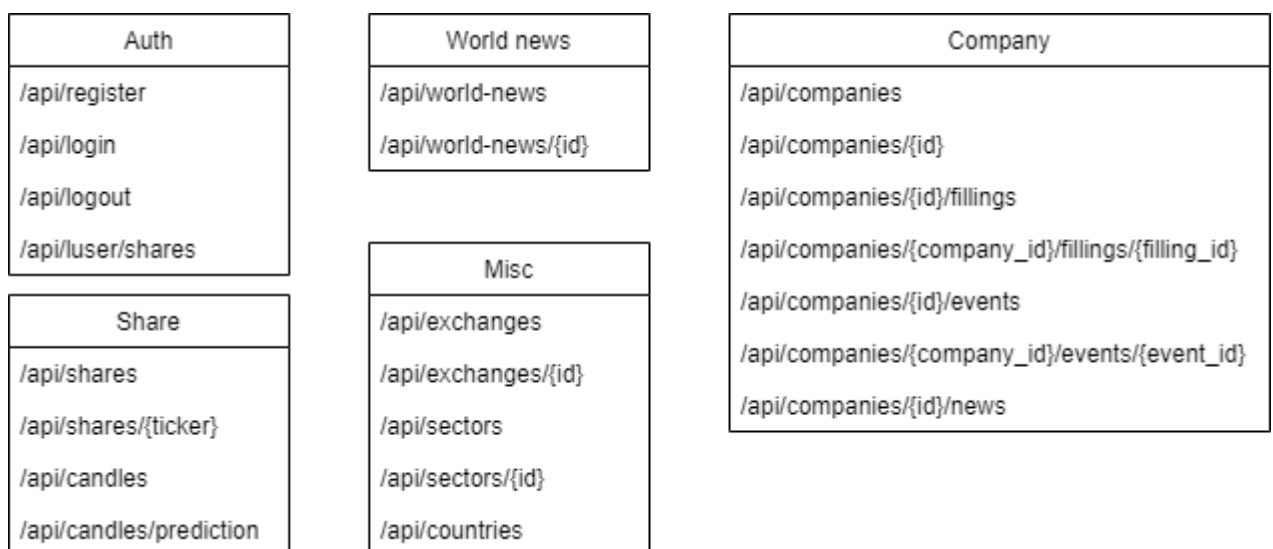 Auth
/api/register
/api/login
/api/logout
/api/luser/shares
Share
/api/shares
/api/shares/{ticker}
/api/candles
/api/candles/prediction
World news
/api/world-news
/api/world-news/{id}
Misc
/api/exchanges
/api/exchanges/{id}
/api/sectors
/api/sectors/{id}
/api/countries
Company
/api/companies
/api/companies/{id}
/api/companies/{id}/fillings
/api/companies/{company_id}/fillings/{filling_id}
/api/companies/{id}/events
/api/companies/{company_id}/events/{event_id}
/api/companies/{id}/news